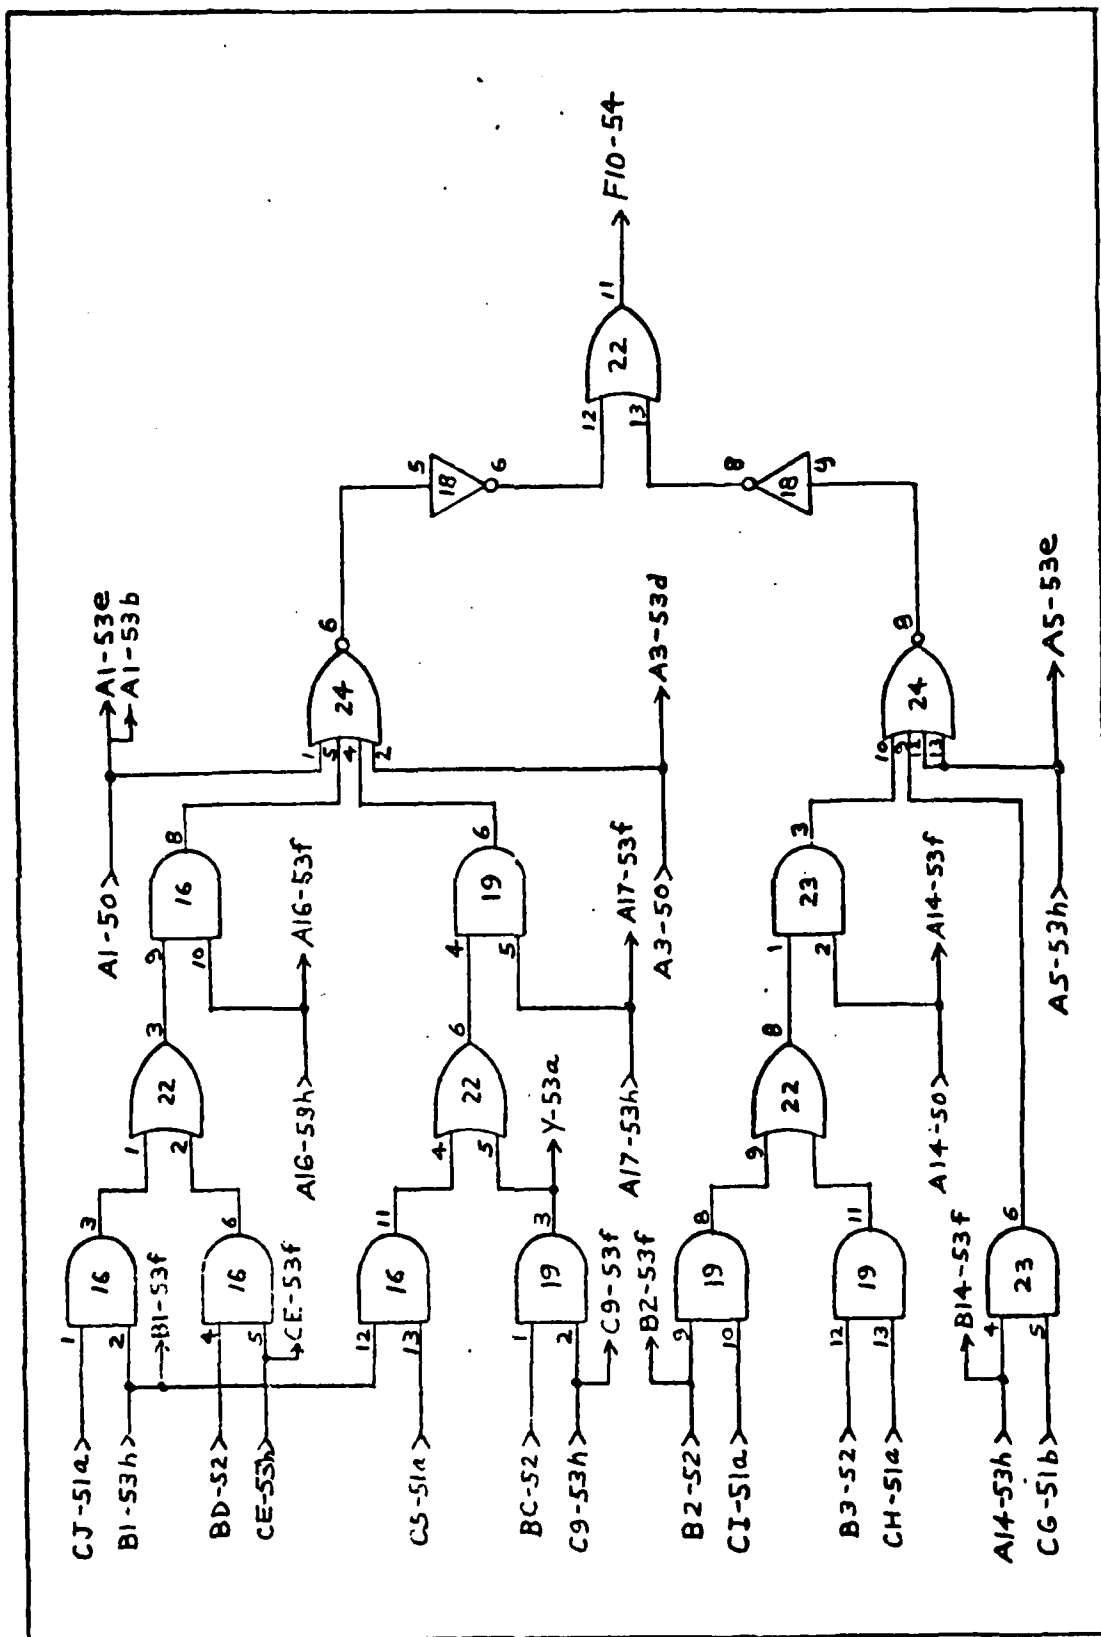 CJ-51a
B1-53h
BD-52
CE-53h
C5-51a
BC-52
C9-53h
B2-52
CI-51a
B3-52
CH-51a
A14-53h
CG-51b
1
2
16
3
B1-53f
4
5
16
6
CE-53f
12
13
16
11
1
2
19
3
Y-53a
C9-53f
B2-53f
9
10
19
8
12
13
19
11
B14-53f
4
5
23
6
1
2
22
3
A16-53h
A16-53f
4
5
22
6
A17-53h
A17-53f
9
22
8
A14-50
A14-53f
9
10
16
8
4
5
19
6
1
2
23
3
A1-50
A1-53e
A1-53b
A3-50
A3-53d
A5-53h
A5-53e
1
5
4
2
24
6
10
9
12
13
24
8
5
18
6
8
18
9
12
13
22
11
F10-54